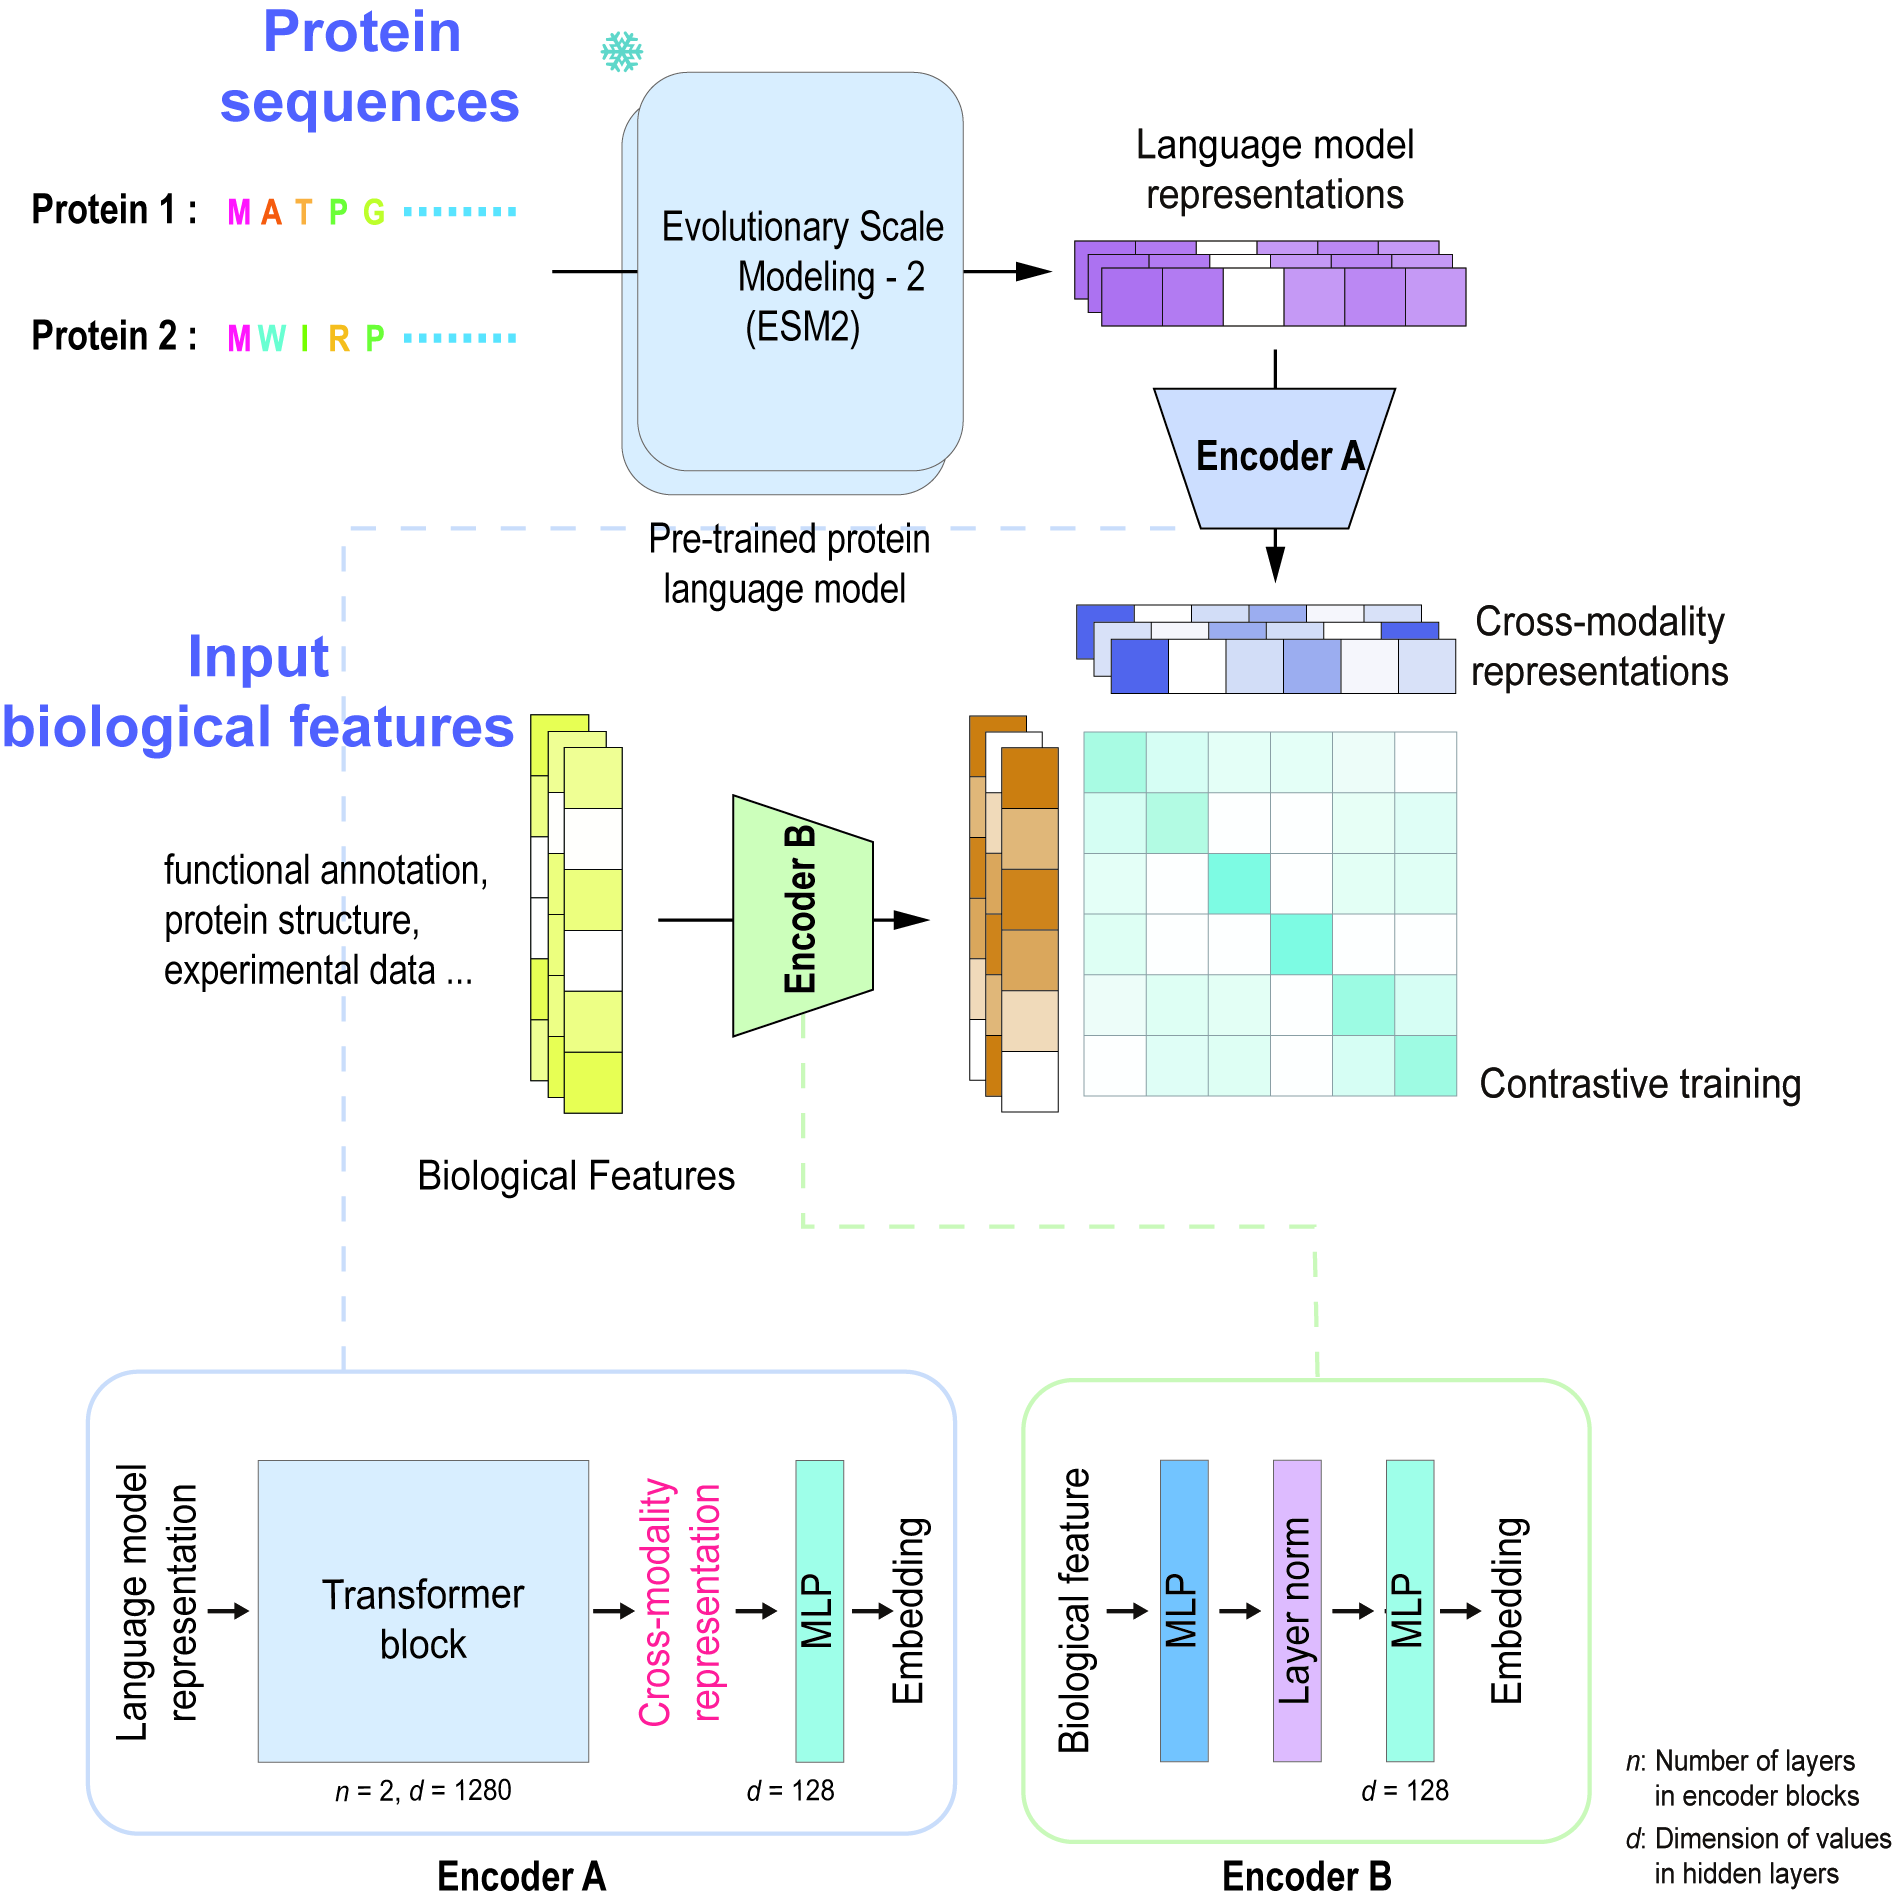 Protein
sequences
Protein 1 : M A T P G
Protein 2 : M W I R P
Evolutionary Scale
Modeling - 2
(ESM2)
Pre-trained protein
language model
Language model
representations
Encoder A
Cross-modality
representations
Input
biological features
functional annotation,
protein structure,
experimental data ...
Biological Features
Encoder B
Contrastive training
Language model
representation
Transformer
block
n = 2, d = 1280
Cross-modality
representation
MLP
d = 128
Embedding
Encoder A
Biological feature
MLP
Layer norm
MLP
d = 128
Embedding
Encoder B
n: Number of layers
in encoder blocks
d: Dimension of values
in hidden layers